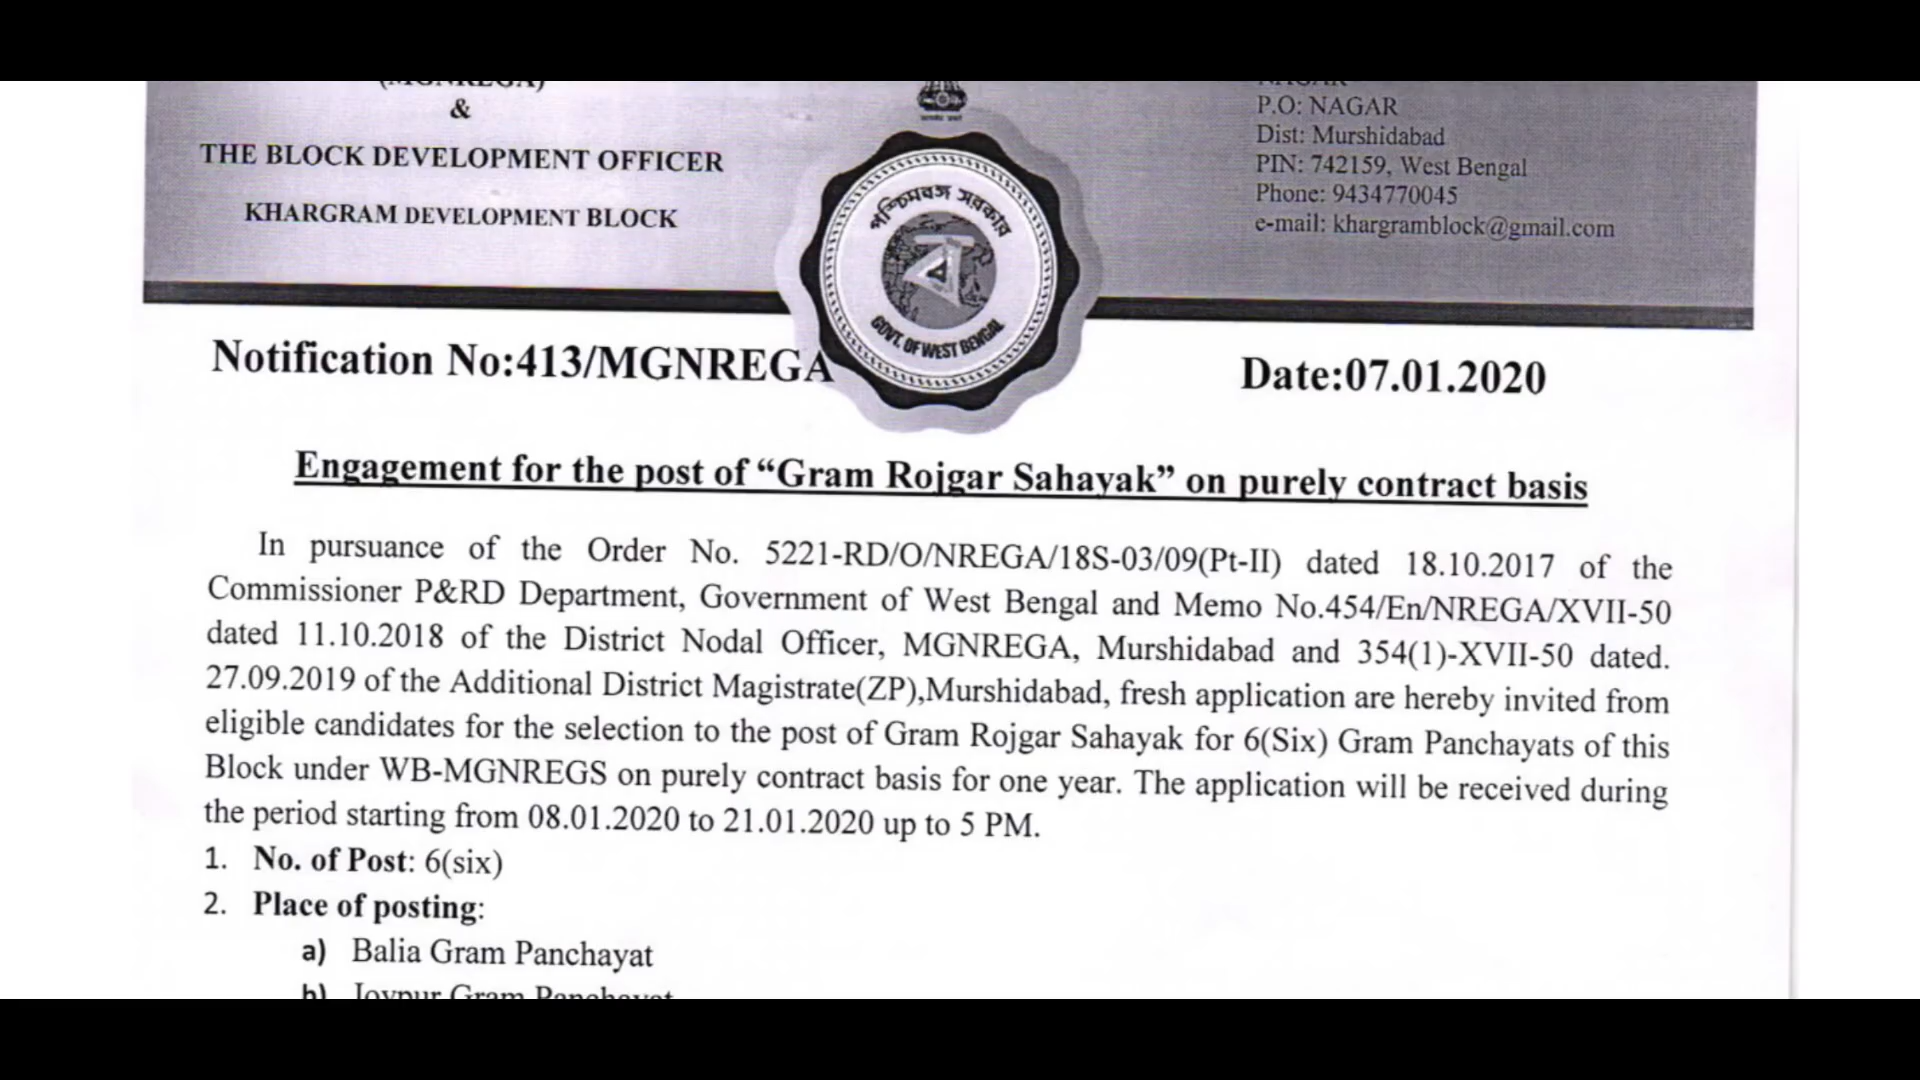 (MGNREGA)
&
THE BLOCK DEVELOPMENT OFFICER
KHARGRAM DEVELOPMENT BLOCK
পশ্চিমবঙ্গ সরকার
GOVT. OF WEST BENGAL
NAGAR
P.O: NAGAR
Dist: Murshidabad
PIN: 742159, West Bengal
Phone: 9434770045
e-mail: khargramblock@gmail.com
Notification No:413/MGNREGA
Date:07.01.2020
Engagement for the post of “Gram Rojgar Sahayak” on purely contract basis
In pursuance of the Order No. 5221-RD/O/NREGA/18S-03/09(Pt-II) dated 18.10.2017 of the
Commissioner P&RD Department, Government of West Bengal and Memo No.454/En/NREGA/XVII-50
dated 11.10.2018 of the District Nodal Officer, MGNREGA, Murshidabad and 354(1)-XVII-50 dated.
27.09.2019 of the Additional District Magistrate(ZP),Murshidabad, fresh application are hereby invited from
eligible candidates for the selection to the post of Gram Rojgar Sahayak for 6(Six) Gram Panchayats of this
Block under WB-MGNREGS on purely contract basis for one year. The application will be received during
the period starting from 08.01.2020 to 21.01.2020 up to 5 PM.
1. No. of Post: 6(six)
2. Place of posting:
a) Balia Gram Panchayat
b) Joypur Gram Panchayat